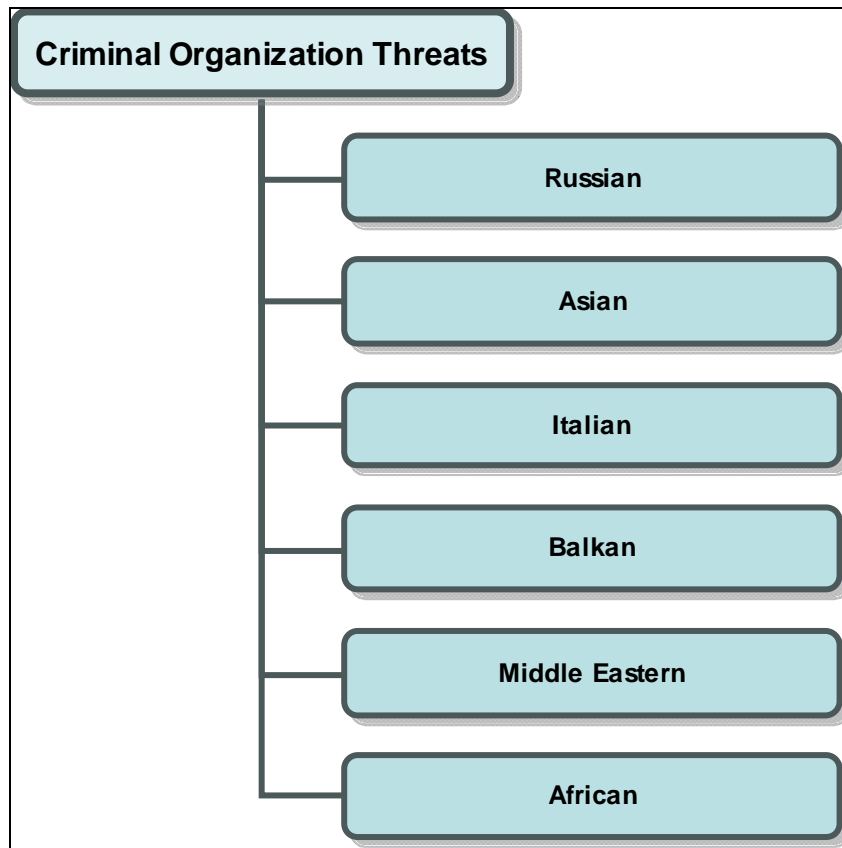 Criminal Organization Threats
Russian
Asian
Italian
Balkan
Middle Eastern
African